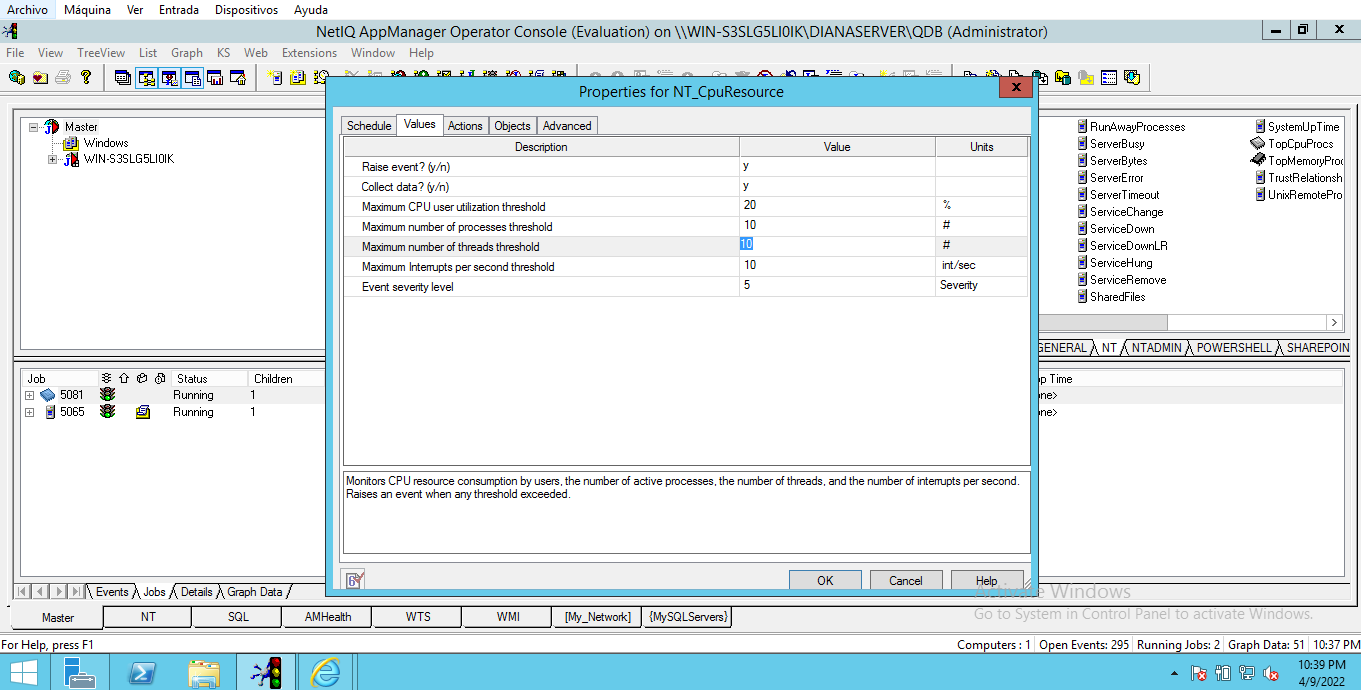 Archivo Máquina Ver Entrada Dispositivos Ayuda
NetIQ AppManager Operator Console (Evaluation) on \\WIN-S3SLG5LI0IK\DIANASERVER\QDB (Administrator)
File View TreeView List Graph KS Web Extensions Window Help
Properties for NT_CpuResource
Master
Windows
WIN-S3SLG5LI0IK
Schedule Values Actions Objects Advanced
Description Value Units
Raise event? (y/n) y
Collect data? (y/n) y
Maximum CPU user utilization threshold 20 %
Maximum number of processes threshold 10 #
Maximum number of threads threshold 10 #
Maximum Interrupts per second threshold 10 int/sec
Event severity level 5 Severity
Monitors CPU resource consumption by users, the number of active processes, the number of threads, and the number of interrupts per second.
Raises an event when any threshold exceeded.
OK Cancel Help
RunAwayProcesses
ServerBusy
ServerBytes
ServerError
ServerTimeout
ServiceChange
ServiceDown
ServiceDownLR
ServiceHung
ServiceRemove
SharedFiles
SystemUpTime
TopCpuProcs
TopMemoryProc
TrustRelationsh
UnixRemotePro
GENERAL NT NTADMIN POWERSHELL SHAREPOIN
Job Status Children
5081 Running 1
5065 Running 1
op Time
one>
one>
Events Jobs Details Graph Data
Master NT SQL AMHealth WTS WMI [My_Network] {MySQLServers}
Activate Windows
Go to System in Control Panel to activate Windows.
For Help, press F1
Computers : 1 Open Events: 295 Running Jobs: 2 Graph Data: 51 10:37 PM
10:39 PM
4/9/2022